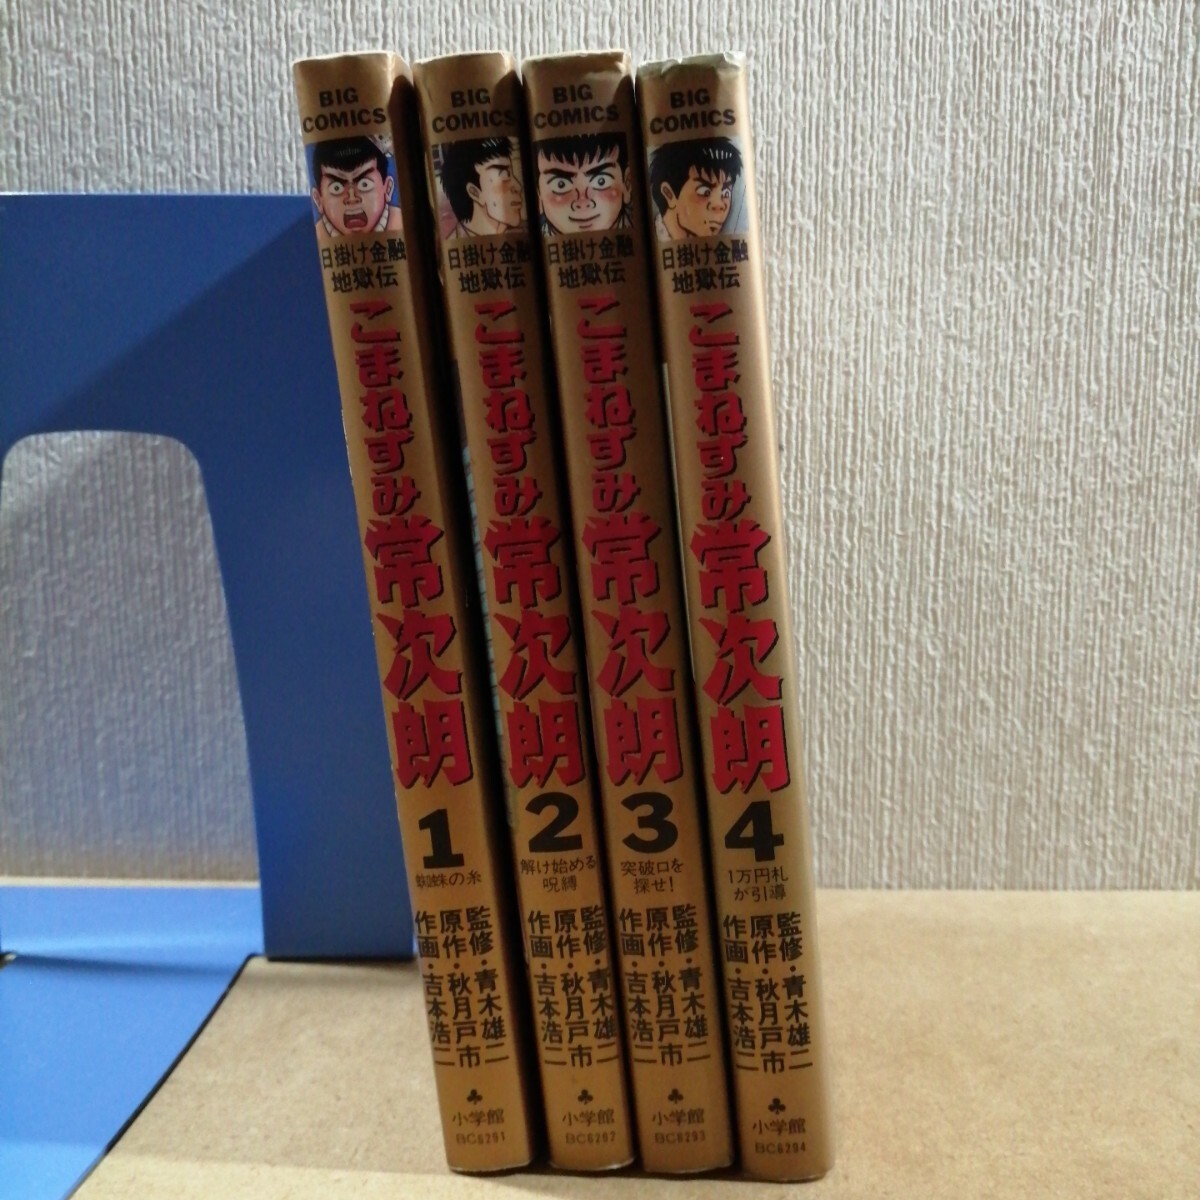 BIG
COMICS
日掛け金融
地獄伝
こまねずみ常次朗
1
蜘蛛の糸
監修・青木雄二
原作・秋月戸市
作画・吉本浩二
小学館
BC6291
BIG
COMICS
日掛け金融
地獄伝
こまねずみ常次朗
2
解け始める
呪縛
監修・青木雄二
原作・秋月戸市
作画・吉本浩二
小学館
BC6292
BIG
COMICS
日掛け金融
地獄伝
こまねずみ常次朗
3
突破口を
探せ!
監修・青木雄二
原作・秋月戸市
作画・吉本浩二
小学館
BC6293
BIG
COMICS
日掛け金融
地獄伝
こまねずみ常次朗
4
1万円札
が引導
監修・青木雄二
原作・秋月戸市
作画・吉本浩二
小学館
BC6294